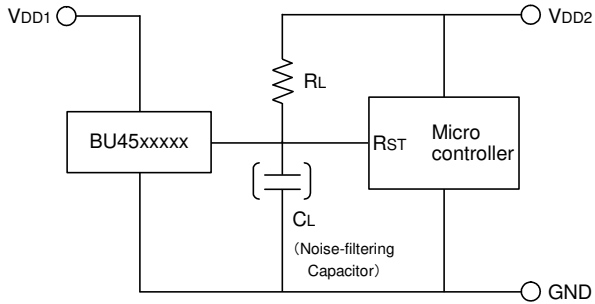 VDD1
VDD2
RL
BU45xxxxx
RST
Micro
controller
CL
（Noise-filtering
Capacitor）
GND